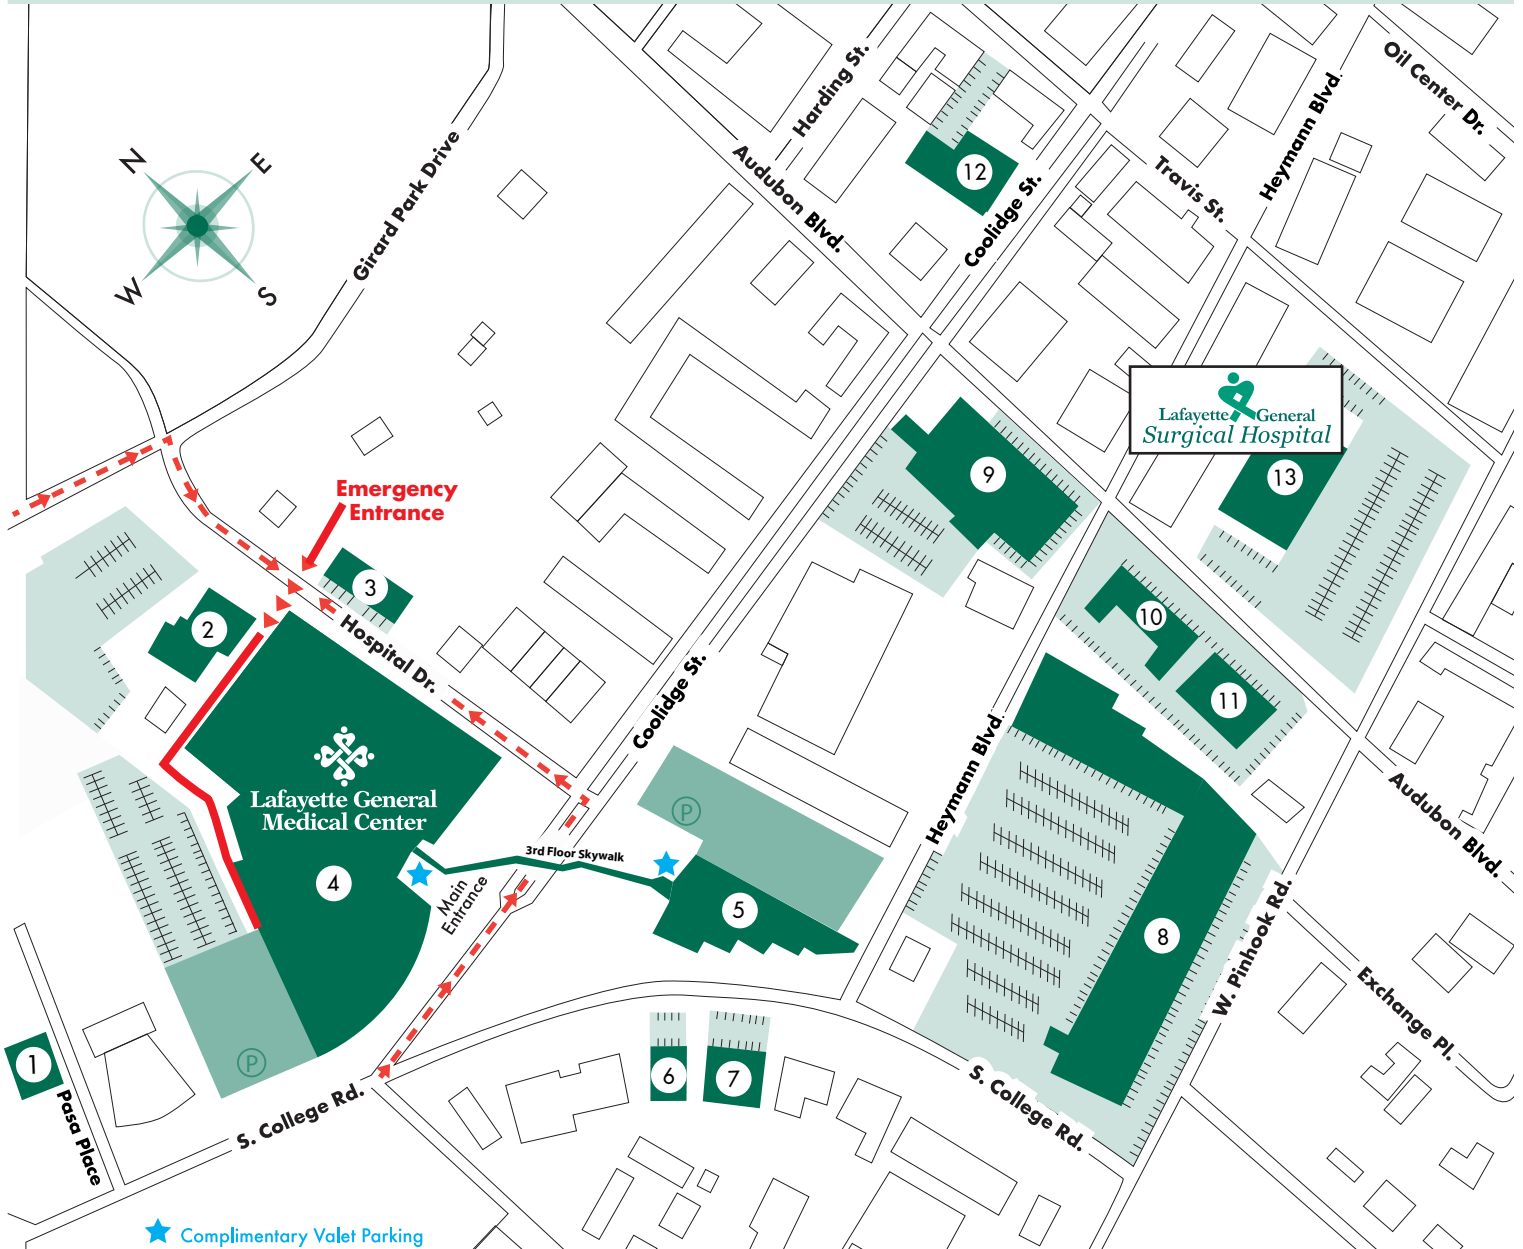 Oil Center Dr.
Harding St.
Heymann Blvd.
Audubon Blvd.
12
Travis St.
Coolidge St.
N
E
W
S
Girard Park Drive
Lafayette General
Surgical Hospital
13
9
Emergency
Entrance
3
2
10
11
Hospital Dr.
Coolidge St.
Heymann Blvd.
Lafayette General
Medical Center
P
Audubon Blvd.
3rd Floor Skywalk
4
Main
Entrance
5
8
W. Pinhook Rd.
Exchange Pl.
1
P
6
7
S. College Rd.
S. College Rd.
Pasa Place
Complimentary Valet Parking